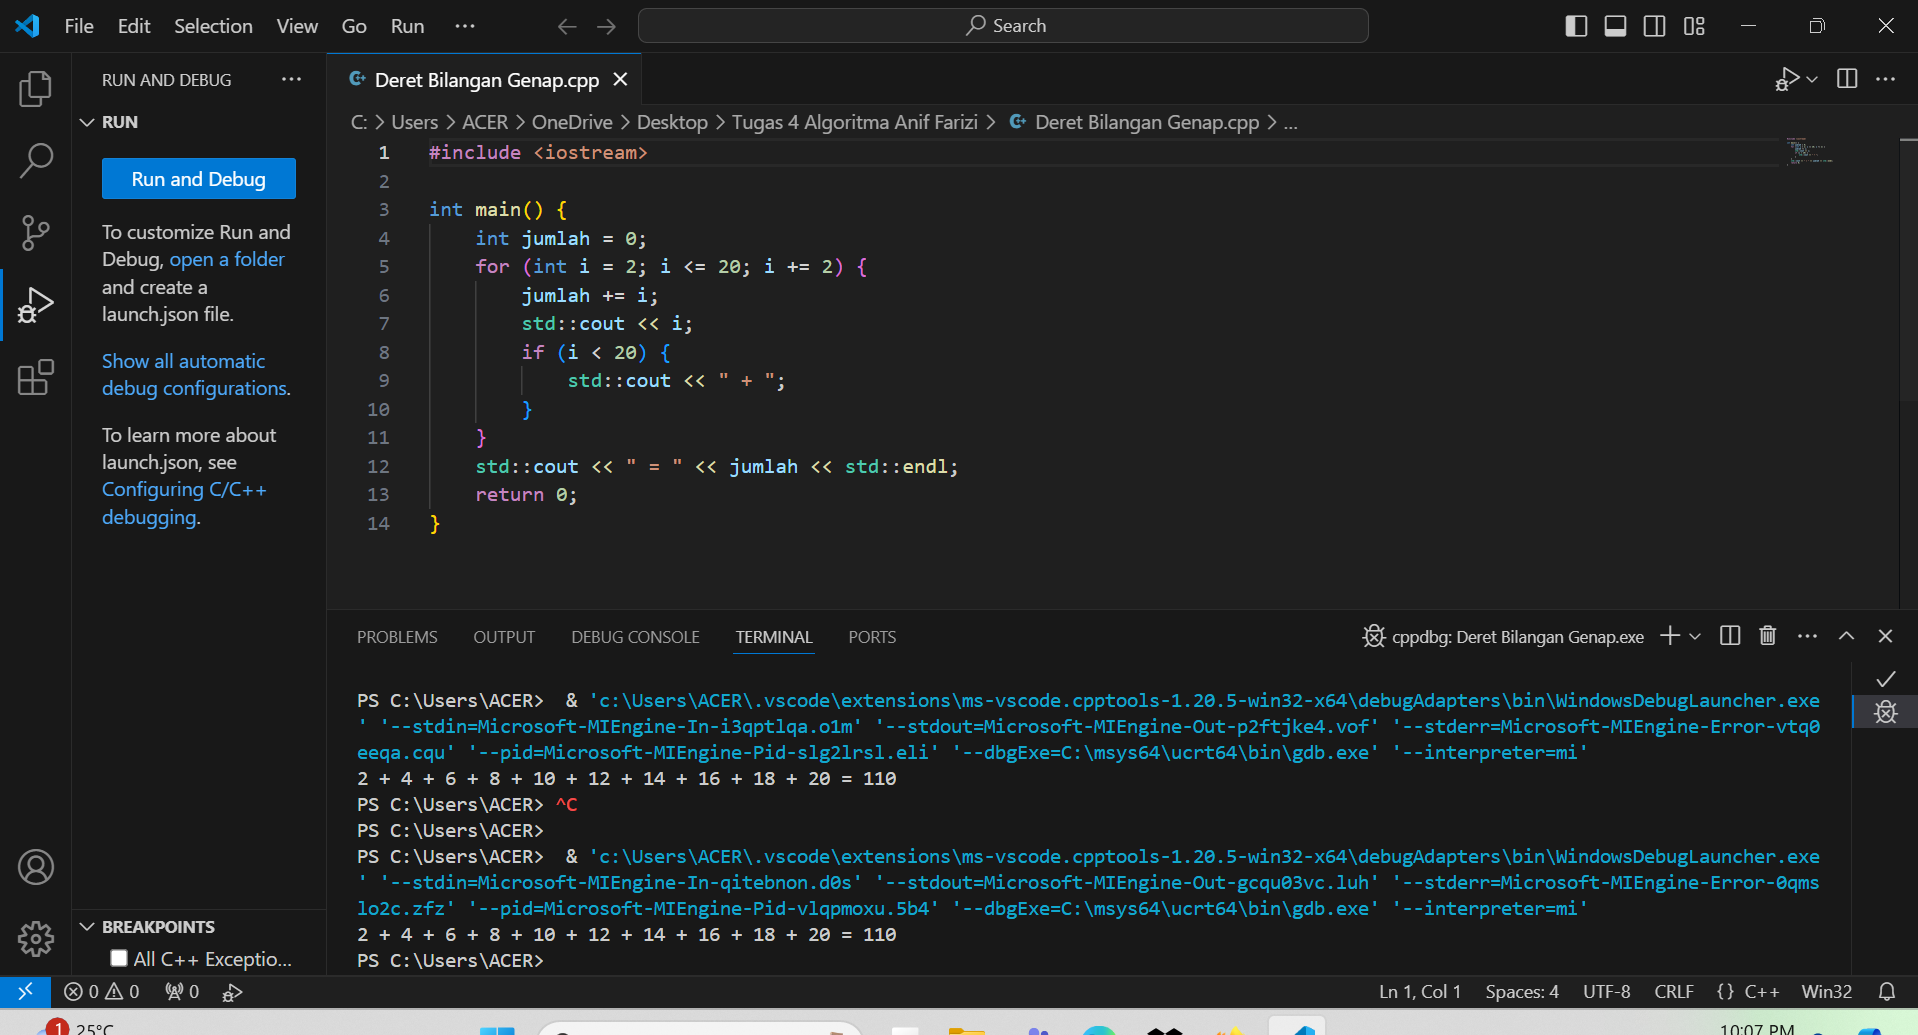 File Edit Selection View Go Run ··· Search
RUN AND DEBUG ···
RUN
Run and Debug
To customize Run and
Debug, open a folder
and create a
launch.json file.
Show all automatic
debug configurations.
To learn more about
launch.json, see
Configuring C/C++
debugging.
BREAKPOINTS
All C++ Exceptio...
Deret Bilangan Genap.cpp
C: > Users > ACER > OneDrive > Desktop > Tugas 4 Algoritma Anif Farizi > Deret Bilangan Genap.cpp > ...
1 #include <iostream>
2
3 int main() {
4     int jumlah = 0;
5     for (int i = 2; i <= 20; i += 2) {
6         jumlah += i;
7         std::cout << i;
8         if (i < 20) {
9             std::cout << " + ";
10         }
11     }
12     std::cout << " = " << jumlah << std::endl;
13     return 0;
14 }
PROBLEMS OUTPUT DEBUG CONSOLE TERMINAL PORTS cppdbg: Deret Bilangan Genap.exe
PS C:\Users\ACER>  & 'c:\Users\ACER\.vscode\extensions\ms-vscode.cpptools-1.20.5-win32-x64\debugAdapters\bin\WindowsDebugLauncher.exe
' '--stdin=Microsoft-MIEngine-In-i3qptlqa.o1m' '--stdout=Microsoft-MIEngine-Out-p2ftjke4.vof' '--stderr=Microsoft-MIEngine-Error-vtq0
eeqa.cqu' '--pid=Microsoft-MIEngine-Pid-slg2lrsl.eli' '--dbgExe=C:\msys64\ucrt64\bin\gdb.exe' '--interpreter=mi'
2 + 4 + 6 + 8 + 10 + 12 + 14 + 16 + 18 + 20 = 110
PS C:\Users\ACER> ^C
PS C:\Users\ACER>
PS C:\Users\ACER>  & 'c:\Users\ACER\.vscode\extensions\ms-vscode.cpptools-1.20.5-win32-x64\debugAdapters\bin\WindowsDebugLauncher.exe
' '--stdin=Microsoft-MIEngine-In-qitebnon.d0s' '--stdout=Microsoft-MIEngine-Out-gcqu03vc.luh' '--stderr=Microsoft-MIEngine-Error-0qms
lo2c.zfz' '--pid=Microsoft-MIEngine-Pid-vlqpmoxu.5b4' '--dbgExe=C:\msys64\ucrt64\bin\gdb.exe' '--interpreter=mi'
2 + 4 + 6 + 8 + 10 + 12 + 14 + 16 + 18 + 20 = 110
PS C:\Users\ACER>
0 0 0 Ln 1, Col 1 Spaces: 4 UTF-8 CRLF {} C++ Win32
1 25°C 10:07 PM